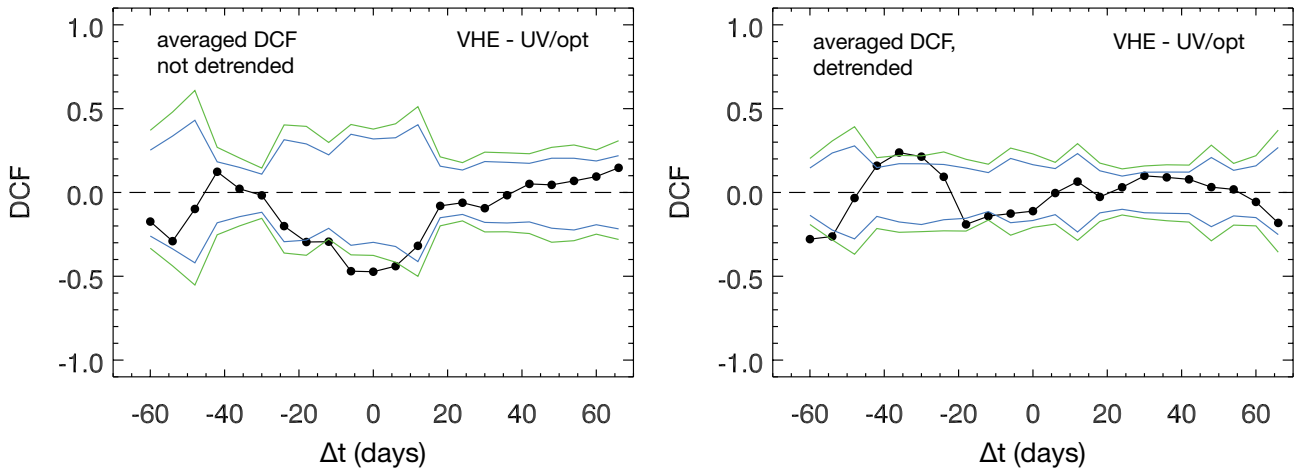 averaged DCF
not detrended
VHE - UV/opt
DCF
1.0
0.5
0.0
-0.5
-1.0
-60
-40
-20
0
20
40
60
Δt (days)
averaged DCF,
detrended
VHE - UV/opt
DCF
1.0
0.5
0.0
-0.5
-1.0
-60
-40
-20
0
20
40
60
Δt (days)